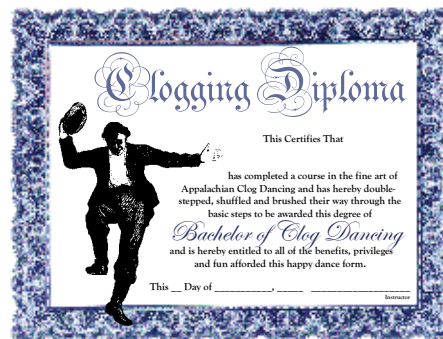 Clogging Diploma
This Certifies That
has completed a course in the fine art of
Appalachian Clog Dancing and has hereby double-
stepped, shuffled and brushed their way through the
basic steps to be awarded this degree of
Bachelor of Clog Dancing
and is hereby entitled to all of the benefits, privileges
and fun afforded this happy dance form.
This __ Day of ____________, _____ ____________________
Instructor